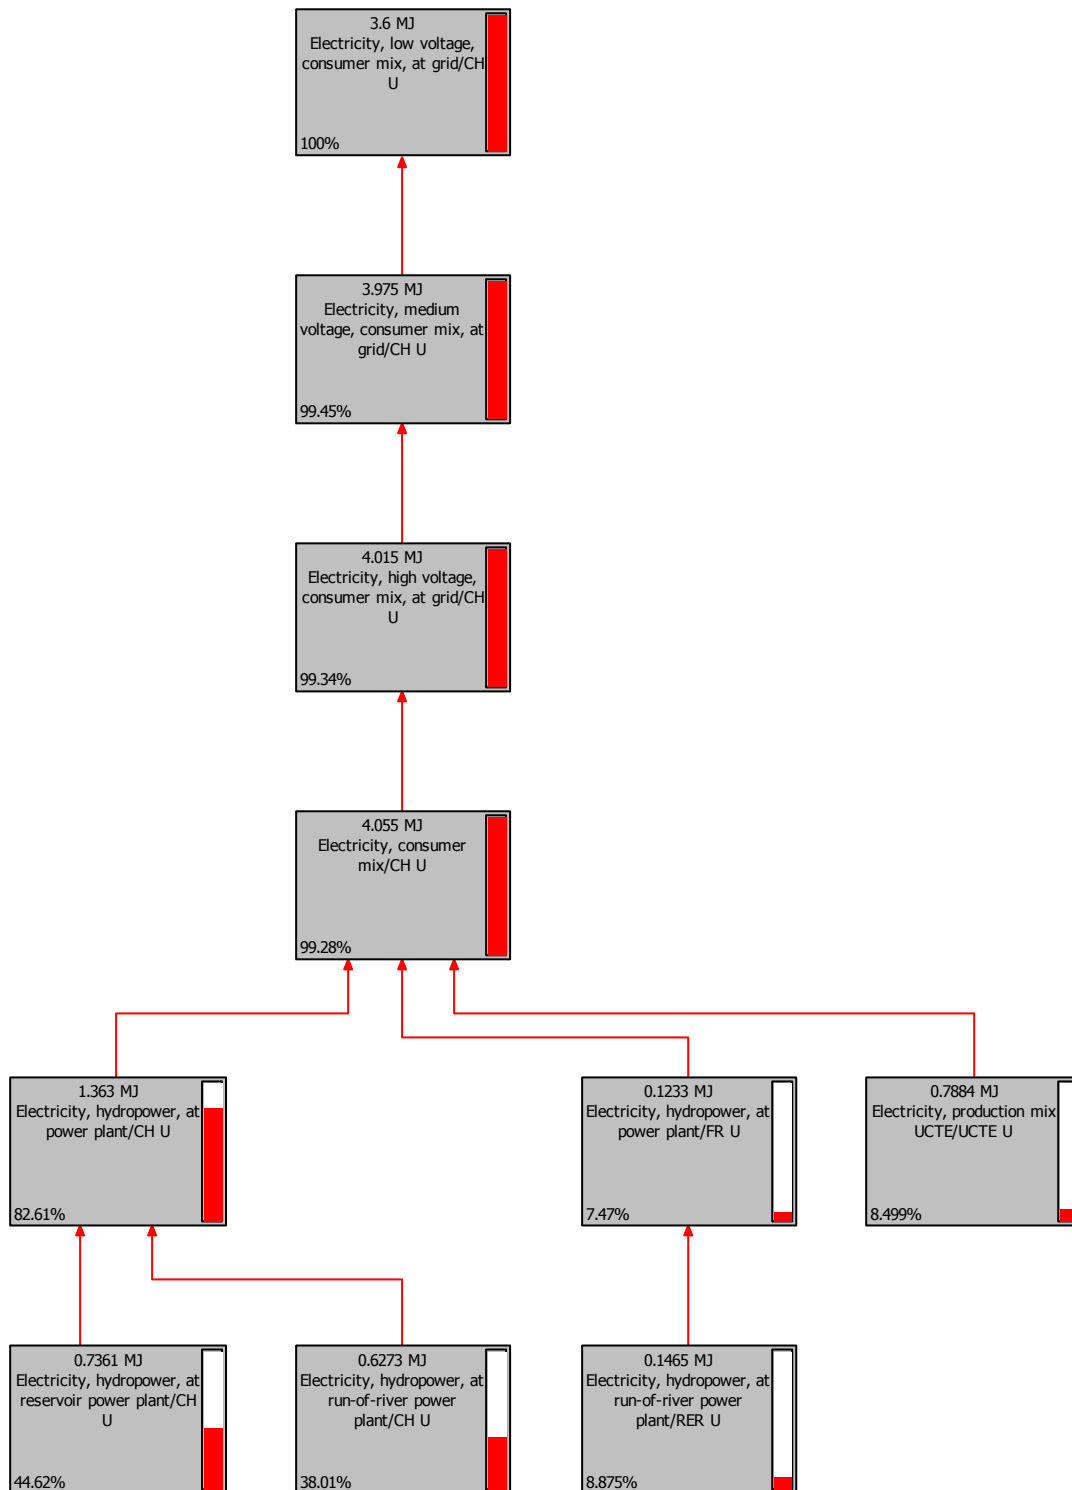 3.6 MJ
Electricity, low voltage,
consumer mix, at grid/CH
U
100%
3.975 MJ
Electricity, medium
voltage, consumer mix, at
grid/CH U
99.45%
4.015 MJ
Electricity, high voltage,
consumer mix, at grid/CH
U
99.34%
4.055 MJ
Electricity, consumer
mix/CH U
99.28%
1.363 MJ
Electricity, hydropower, at
power plant/CH U
82.61%
0.1233 MJ
Electricity, hydropower, at
power plant/FR U
7.47%
0.7884 MJ
Electricity, production mix
UCTE/UCTE U
8.499%
0.7361 MJ
Electricity, hydropower, at
reservoir power plant/CH
U
44.62%
0.6273 MJ
Electricity, hydropower, at
run-of-river power
plant/CH U
38.01%
0.1465 MJ
Electricity, hydropower, at
run-of-river power
plant/RER U
8.875%